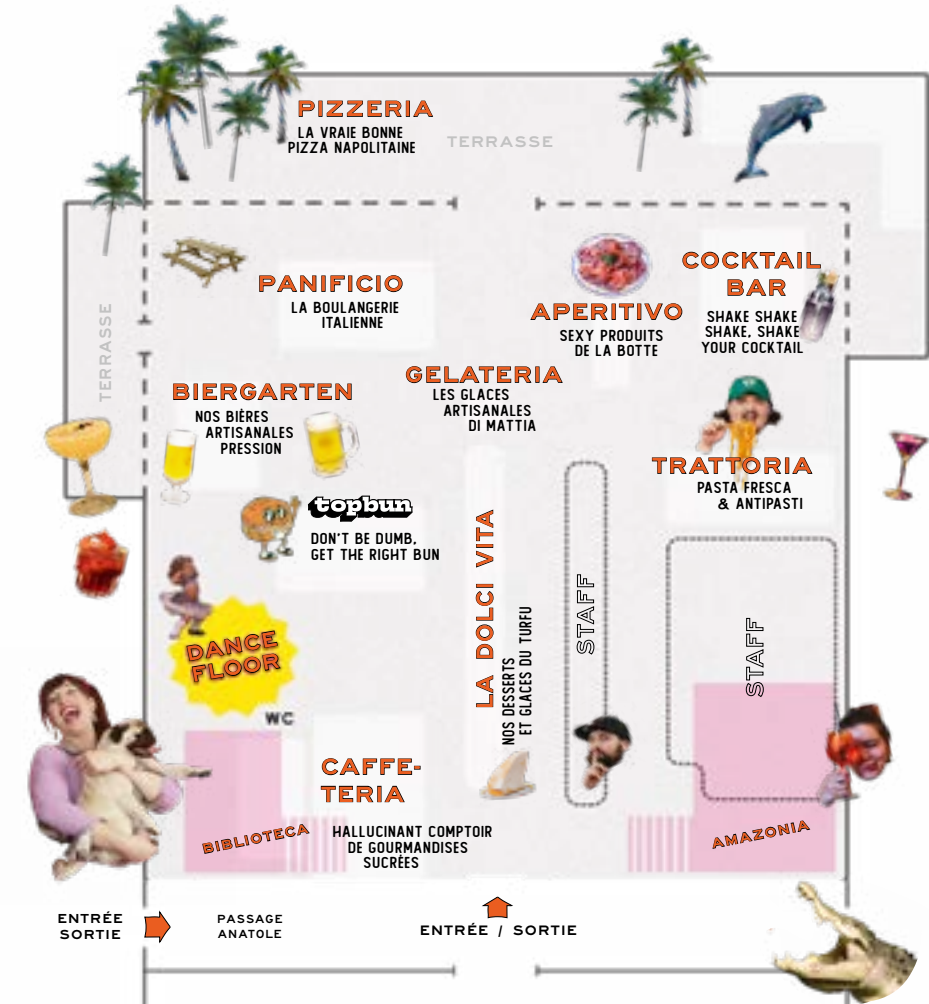 PIZZERIA
LA VRAIE BONNE
PIZZA NAPOLITAINE
TERRASSE
COCKTAIL
BAR
SHAKE SHAKE
SHAKE, SHAKE
YOUR COCKTAIL
PANIFICIO
LA BOULANGERIE
ITALIENNE
APERITIVO
SEXY PRODUITS
DE LA BOTTE
TERRASSE
GELATERIA
LES GLACES
ARTISANALES
DI MATTIA
BIERGARTEN
NOS BIÈRES
ARTISANALES
PRESSION
TRATTORIA
PASTA FRESCA
& ANTIPASTI
topbun
DON'T BE DUMB,
GET THE RIGHT BUN
LA DOLCI VITA
NOS DESSERTS
ET GLACES DU TURFU
STAFF
STAFF
DANCE
FLOOR
WC
CAFFE-
TERIA
HALLUCINANT COMPTOIR
DE GOURMANDISES
SUCRÉES
BIBLIOTECA
AMAZONIA
ENTRÉE
SORTIE
PASSAGE
ANATOLE
ENTRÉE / SORTIE